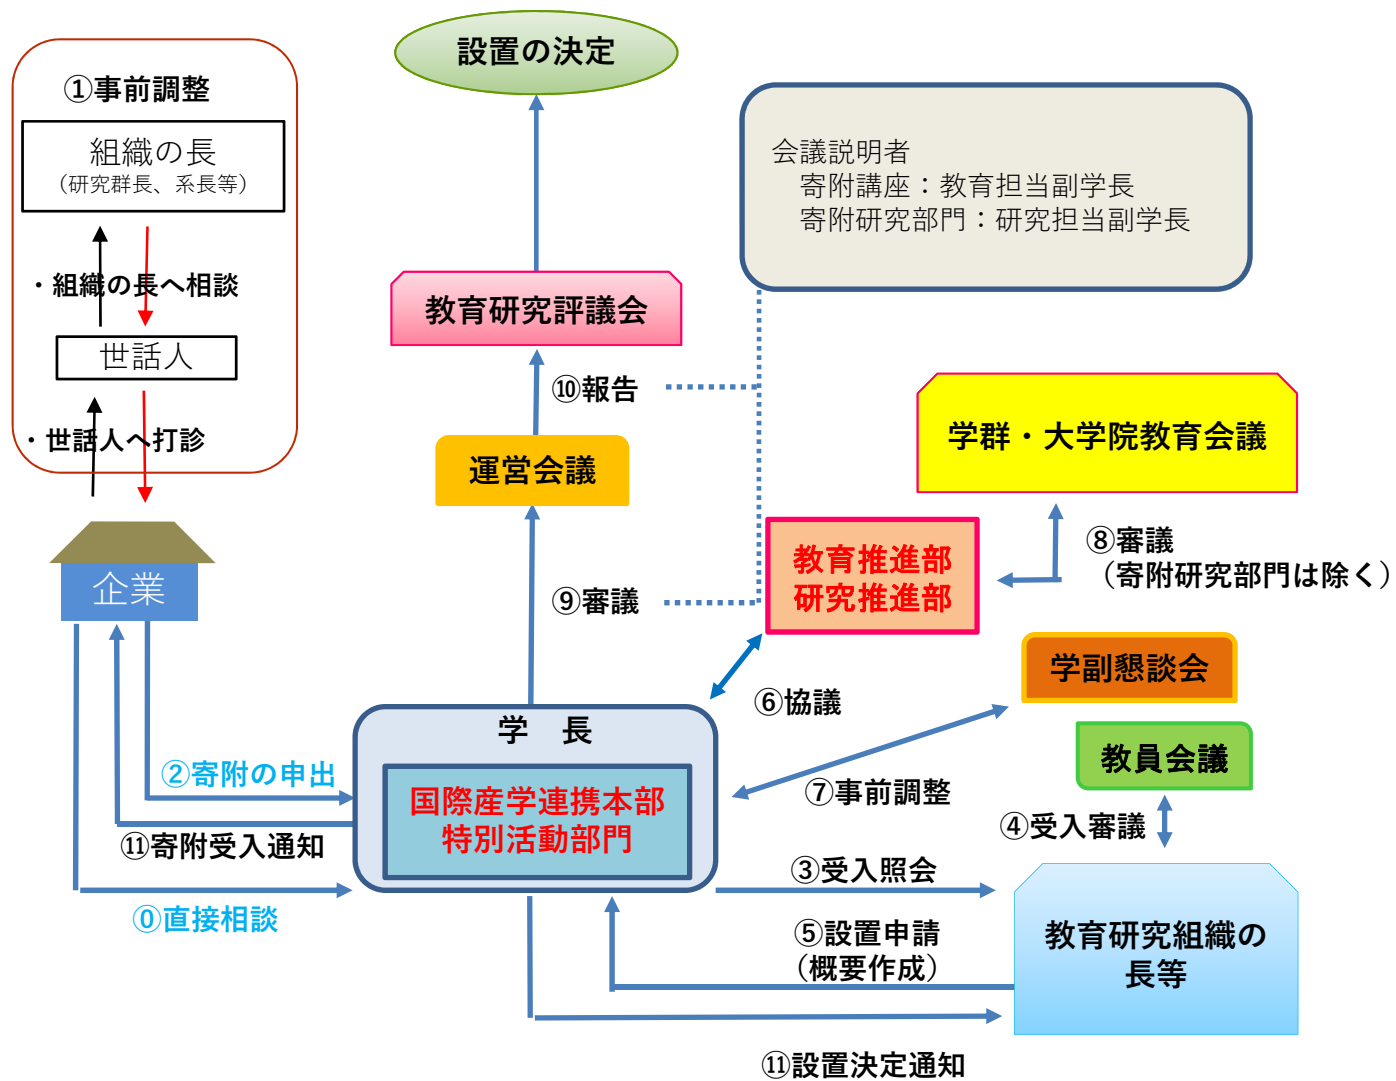 設置の決定
①事前調整
組織の長
（研究群長、系長等）
・組織の長へ相談
世話人
・世話人へ打診
企業
会議説明者
寄附講座：教育担当副学長
寄附研究部門：研究担当副学長
教育研究評議会
⑩報告
運営会議
⑨審議
学群・大学院教育会議
教育推進部
研究推進部
⑧審議
（寄附研究部門は除く）
学副懇談会
⑥協議
教員会議
学　長
国際産学連携本部
特別活動部門
②寄附の申出
⑦事前調整
④受入審議
⑪寄附受入通知
③受入照会
⓪直接相談
⑤設置申請
（概要作成）
教育研究組織の
長等
⑪設置決定通知